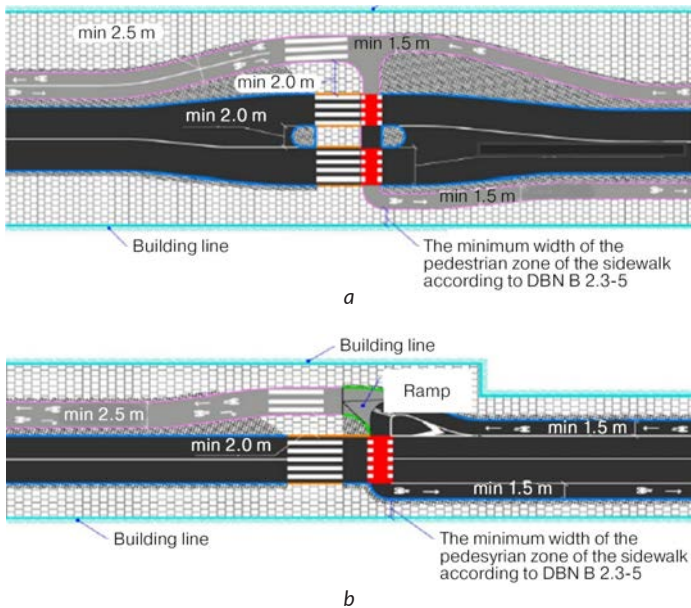 min 2.5 m
min 1.5 m
min 2.0 m
min 2.0 m
min 1.5 m
Building line
The minimum width of the
pedestrian zone of the sidewalk
according to DBN B 2.3-5
a
Building line
Ramp
min 2.5 m
min 2.0 m
min 1.5 m
min 1.5 m
Building line
The minimum width of the
pedesyrian zone of the sidewalk
according to DBN B 2.3-5
b